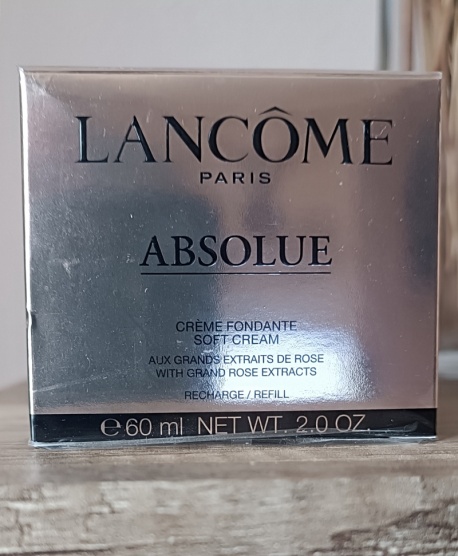 LANCÔME
PARIS
ABSOLUE
CRÈME FONDANTE
SOFT CREAM
AUX GRANDS EXTRAITS DE ROSE
WITH GRAND ROSE EXTRACTS
RECHARGE / REFILL
℮ 60 ml NET WT. 2.0 OZ.